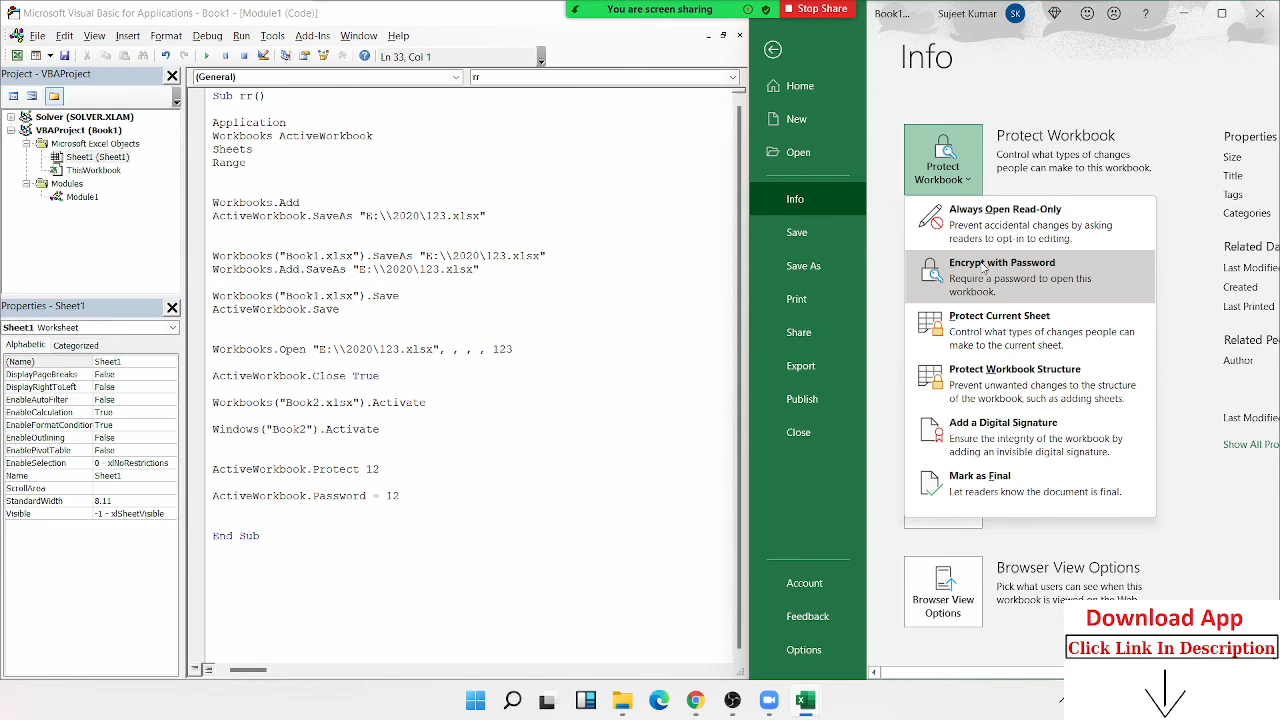 Microsoft Visual Basic for Applications - Book1 - [Module1 (Code)]
You are screen sharing
Stop Share
Book1...
Sujeet Kumar
SK
File Edit View Insert Format Debug Run Tools Add-Ins Window Help
Ln 33, Col 1
Project - VBAProject
Solver (SOLVER.XLAM)
VBAProject (Book1)
Microsoft Excel Objects
Sheet1 (Sheet1)
ThisWorkbook
Modules
Module1
Properties - Sheet1
Sheet1 Worksheet
Alphabetic Categorized
(Name) Sheet1
DisplayPageBreaks False
DisplayRightToLeft False
EnableAutoFilter False
EnableCalculation True
EnableFormatCondition True
EnableOutlining False
EnablePivotTable False
EnableSelection 0 - xlNoRestrictions
Name Sheet1
ScrollArea
StandardWidth 8.11
Visible -1 - xlSheetVisible
(General)
rr
Sub rr()
Application
Workbooks ActiveWorkbook
Sheets
Range
Workbooks.Add
ActiveWorkbook.SaveAs "E:\\2020\123.xlsx"
Workbooks("Book1.xlsx").SaveAs "E:\\2020\123.xlsx"
Workbooks.Add.SaveAs "E:\\2020\123.xlsx"
Workbooks("Book1.xlsx").Save
ActiveWorkbook.Save
Workbooks.Open "E:\\2020\123.xlsx", , , , 123
ActiveWorkbook.Close True
Workbooks("Book2.xlsx").Activate
Windows("Book2").Activate
ActiveWorkbook.Protect 12
ActiveWorkbook.Password = 12
End Sub
Home
New
Open
Info
Save
Save As
Print
Share
Export
Publish
Close
Account
Feedback
Options
Info
Protect Workbook
Protect Workbook
Control what types of changes
people can make to this workbook.
Always Open Read-Only
Prevent accidental changes by asking
readers to opt-in to editing.
Encrypt with Password
Require a password to open this
workbook.
Protect Current Sheet
Control what types of changes people can
make to the current sheet.
Protect Workbook Structure
Prevent unwanted changes to the structure
of the workbook, such as adding sheets.
Add a Digital Signature
Ensure the integrity of the workbook by
adding an invisible digital signature.
Mark as Final
Let readers know the document is final.
Browser View Options
Browser View Options
Pick what users can see when this
workbook is viewed on the Web.
Properties
Size
Title
Tags
Categories
Related Da
Last Modifie
Created
Last Printed
Related Pe
Author
Last Modifie
Show All Pro
Download App
Click Link In Description